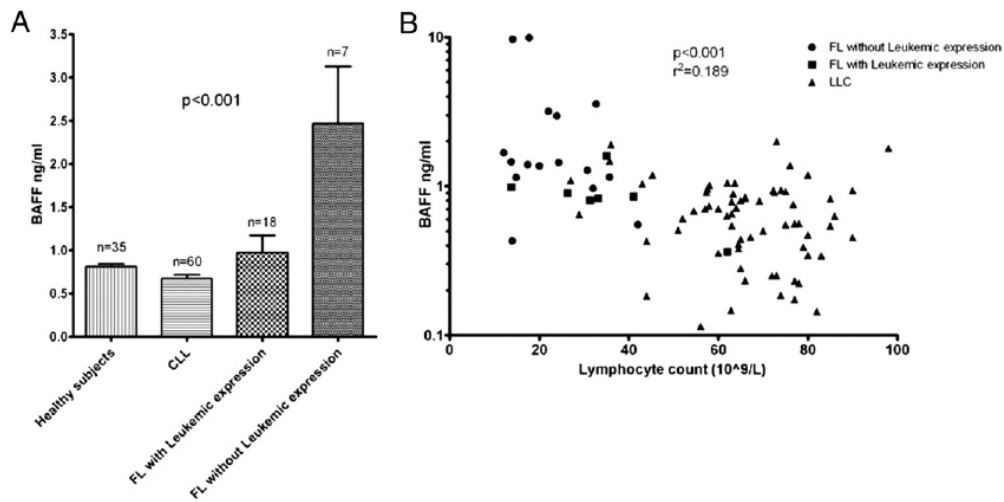 A
3.5
3.0
2.5
2.0
1.5
1.0
0.5
0.0
BAFF ng/ml
p<0.001
n=35
n=60
n=18
n=7
Healthy subjects
CLL
FL with Leukemic expression
FL without Leukemic expression
B
10
1
0.1
BAFF ng/ml
p<0.001
r²=0.189
FL without Leukemic expression
FL with Leukemic expression
LLC
0
20
40
60
80
100
Lymphocyte count (10^9/L)